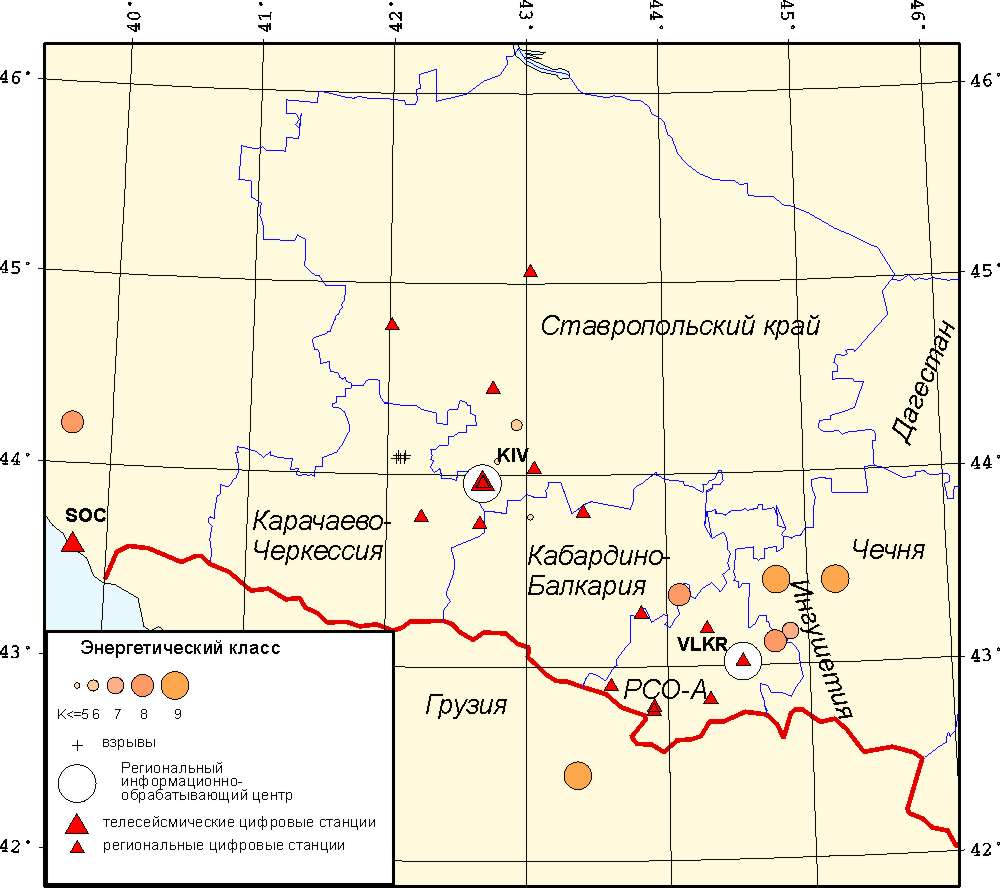 40° 41° 42° 43° 44° 45° 46°
46° 46°
45° 45°
Ставропольский край
Дагестан
44° 44°
KIV
SOC
Карачаево-
Черкессия
Кабардино-
Балкария
Чечня
Ингушетия
VLKR
43° 43°
РСО-А
Грузия
42° 42°
Энергетический класс
K<=5 6 7 8 9
взрывы
Региональный
информационно-
обрабатывающий центр
телесейсмические цифровые станции
региональные цифровые станции